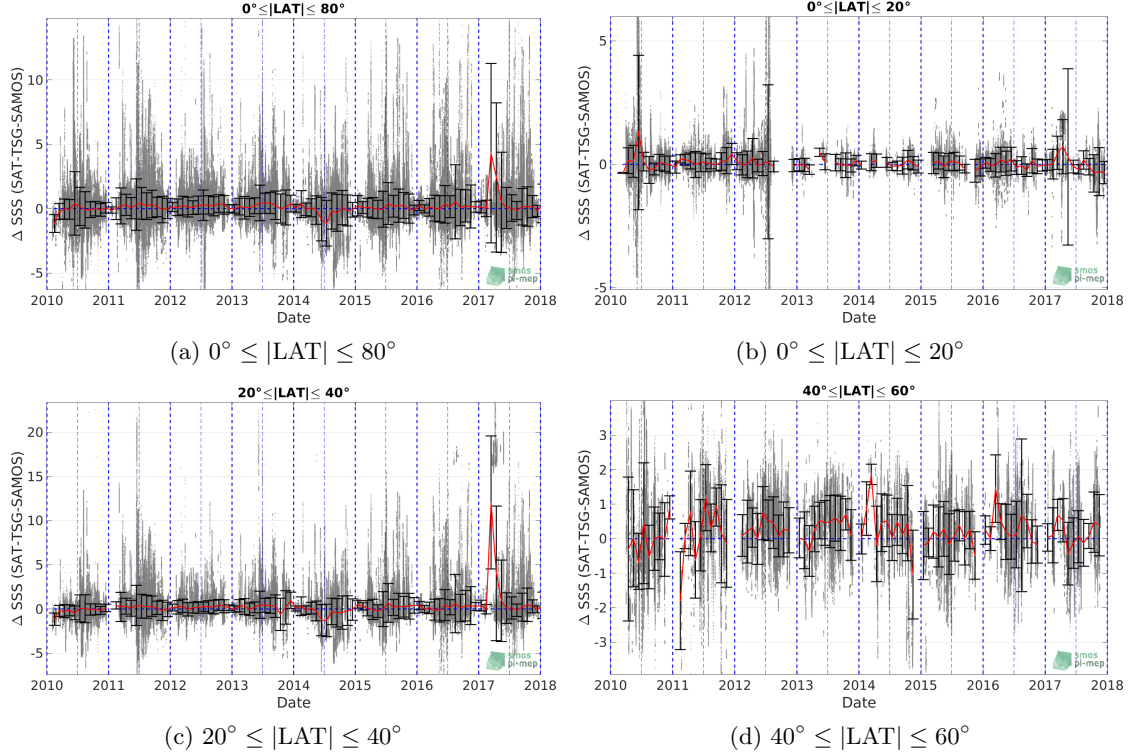 0°≤|LAT|≤ 80°
Δ SSS (SAT-TSG-SAMOS)
10
5
0
-5
2010 2011 2012 2013 2014 2015 2016 2017 2018
Date
smos
pi-mep
(a) 0° ≤ |LAT| ≤ 80°
0°≤|LAT|≤ 20°
Δ SSS (SAT-TSG-SAMOS)
5
0
-5
2010 2011 2012 2013 2014 2015 2016 2017 2018
Date
smos
pi-mep
(b) 0° ≤ |LAT| ≤ 20°
20°≤|LAT|≤ 40°
Δ SSS (SAT-TSG-SAMOS)
20
15
10
5
0
-5
2010 2011 2012 2013 2014 2015 2016 2017 2018
Date
smos
pi-mep
(c) 20° ≤ |LAT| ≤ 40°
40°≤|LAT|≤ 60°
Δ SSS (SAT-TSG-SAMOS)
3
2
1
0
-1
-2
-3
2010 2011 2012 2013 2014 2015 2016 2017 2018
Date
smos
pi-mep
(d) 40° ≤ |LAT| ≤ 60°